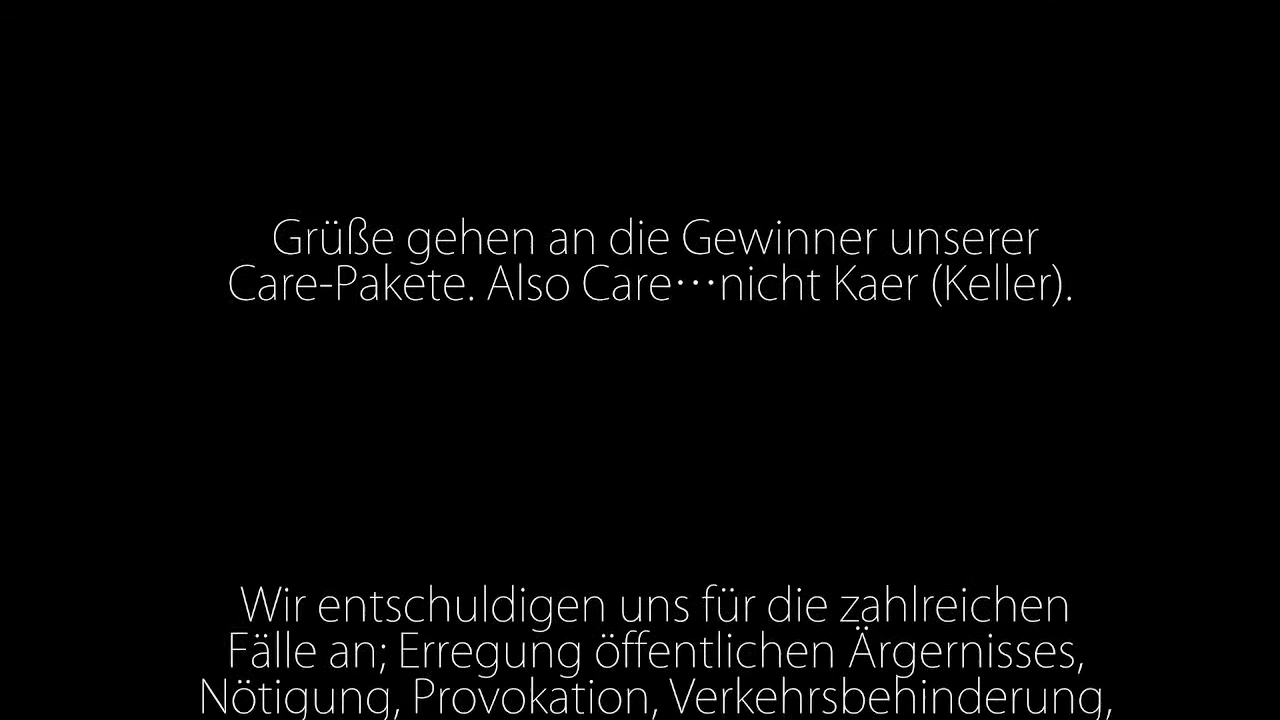 Grüße gehen an die Gewinner unserer
Care-Pakete. Also Care···nicht Kaer (Keller).
Wir entschuldigen uns für die zahlreichen
Fälle an; Erregung öffentlichen Ärgernisses,
Nötigung, Provokation, Verkehrsbehinderung,